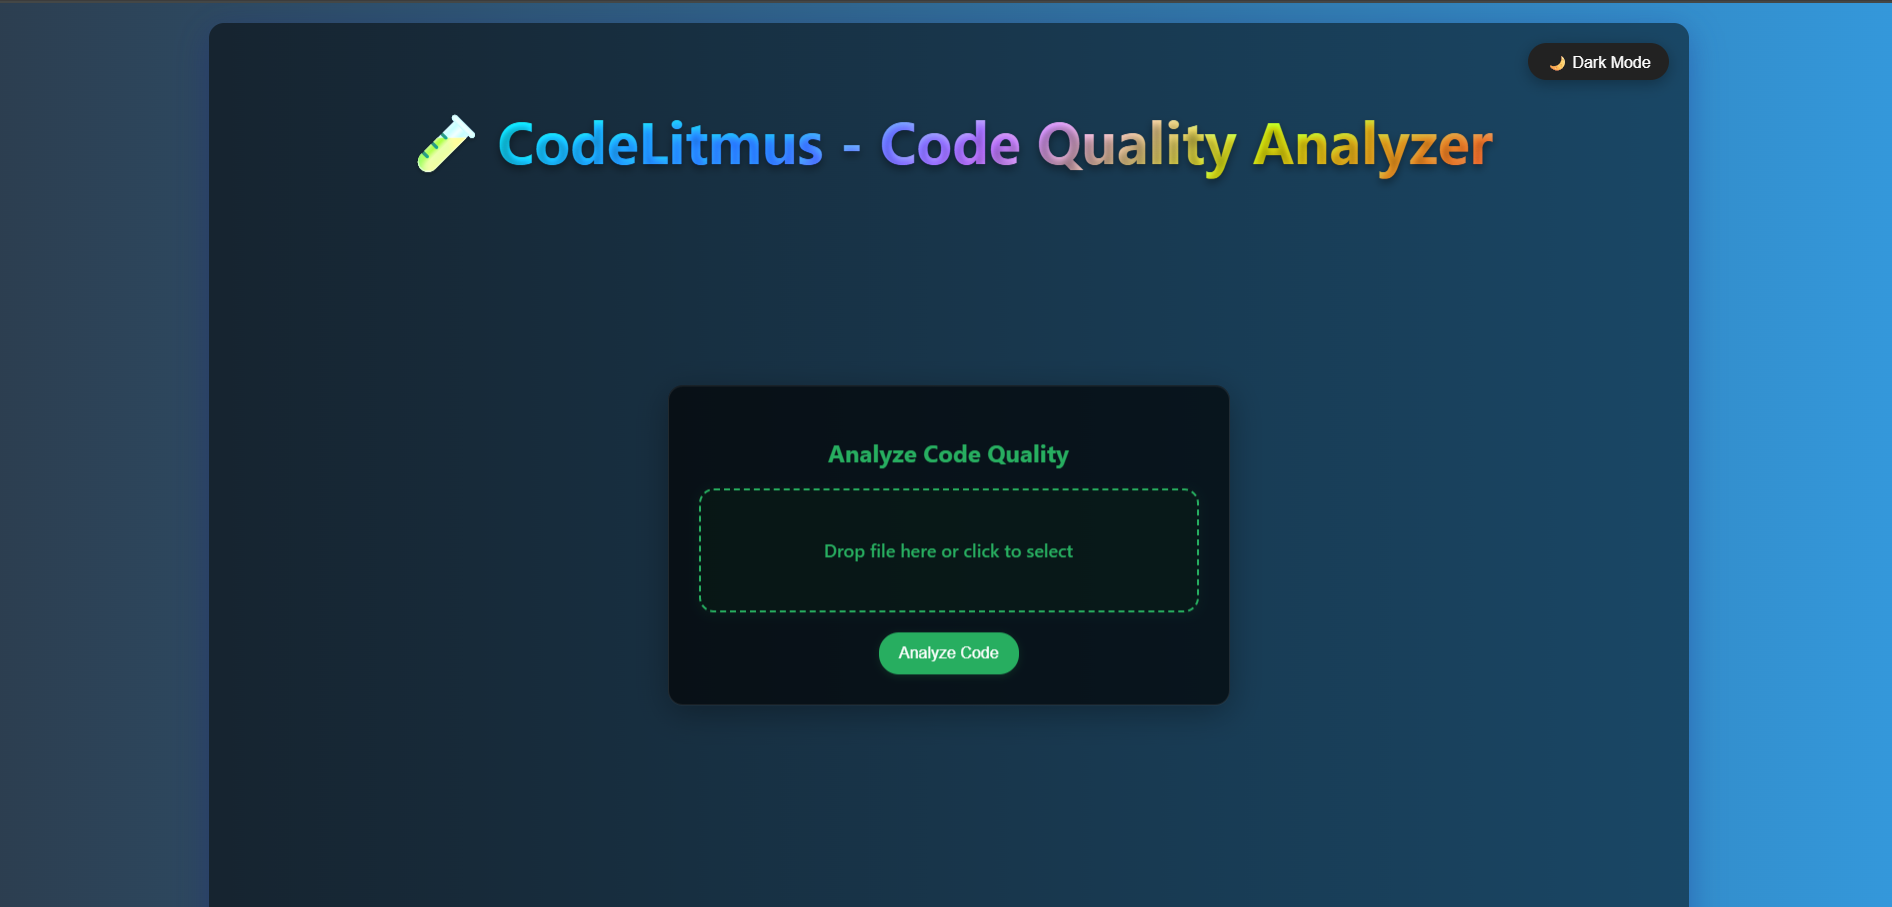 🌙 Dark Mode
🧪 CodeLitmus - Code Quality Analyzer
Analyze Code Quality
Drop file here or click to select
Analyze Code